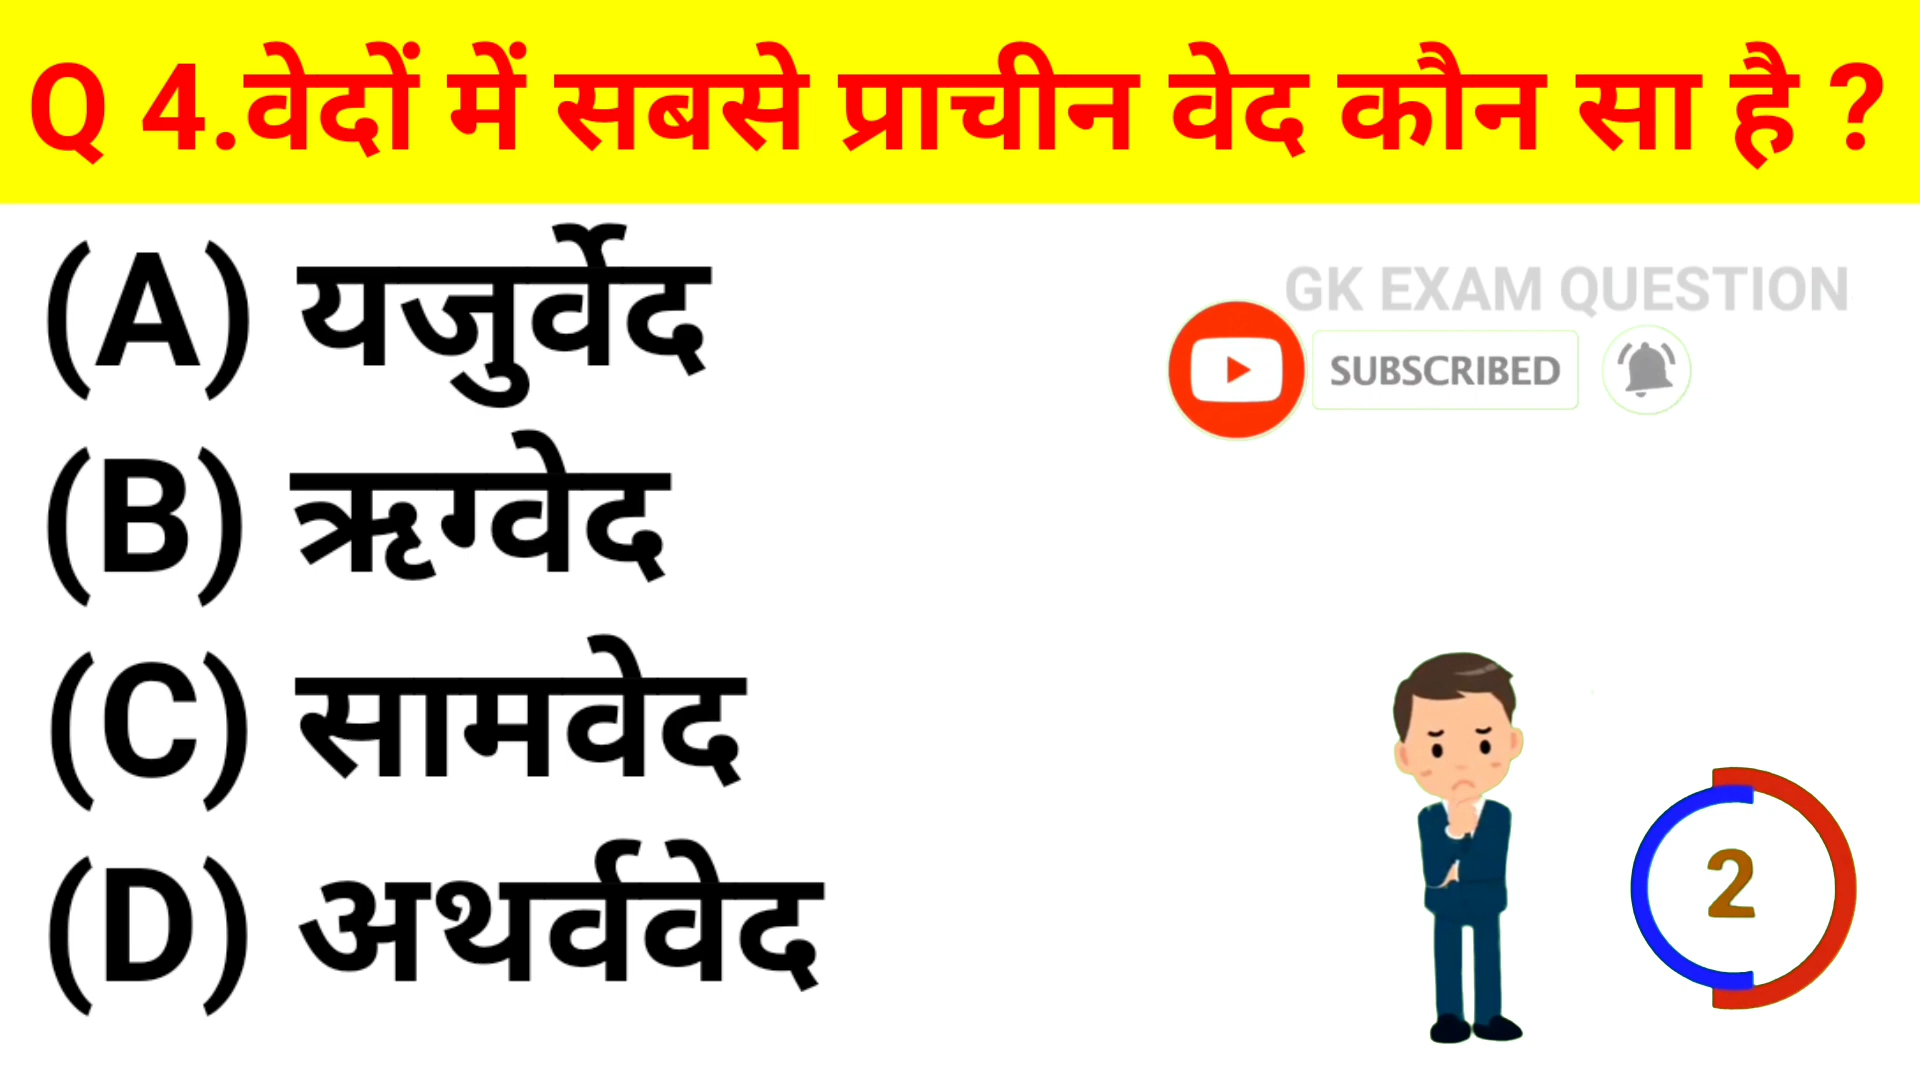 Q 4.वेदों में सबसे प्राचीन वेद कौन सा है ?
(A) यजुर्वेद
GK EXAM QUESTION
SUBSCRIBED
(B) ऋग्वेद
(C) सामवेद
(D) अथर्ववेद
2